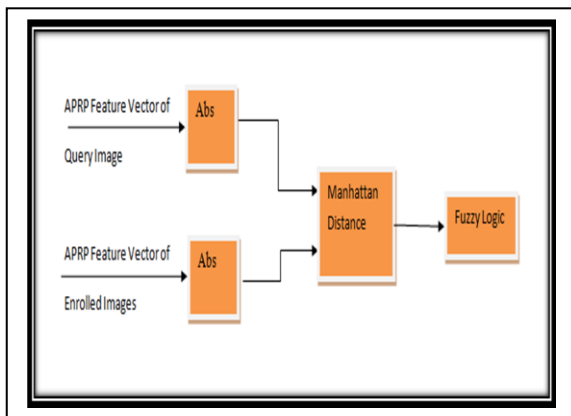 APRP Feature Vector of
Query Image
Abs
APRP Feature Vector of
Enrolled Images
Abs
Manhattan
Distance
Fuzzy Logic